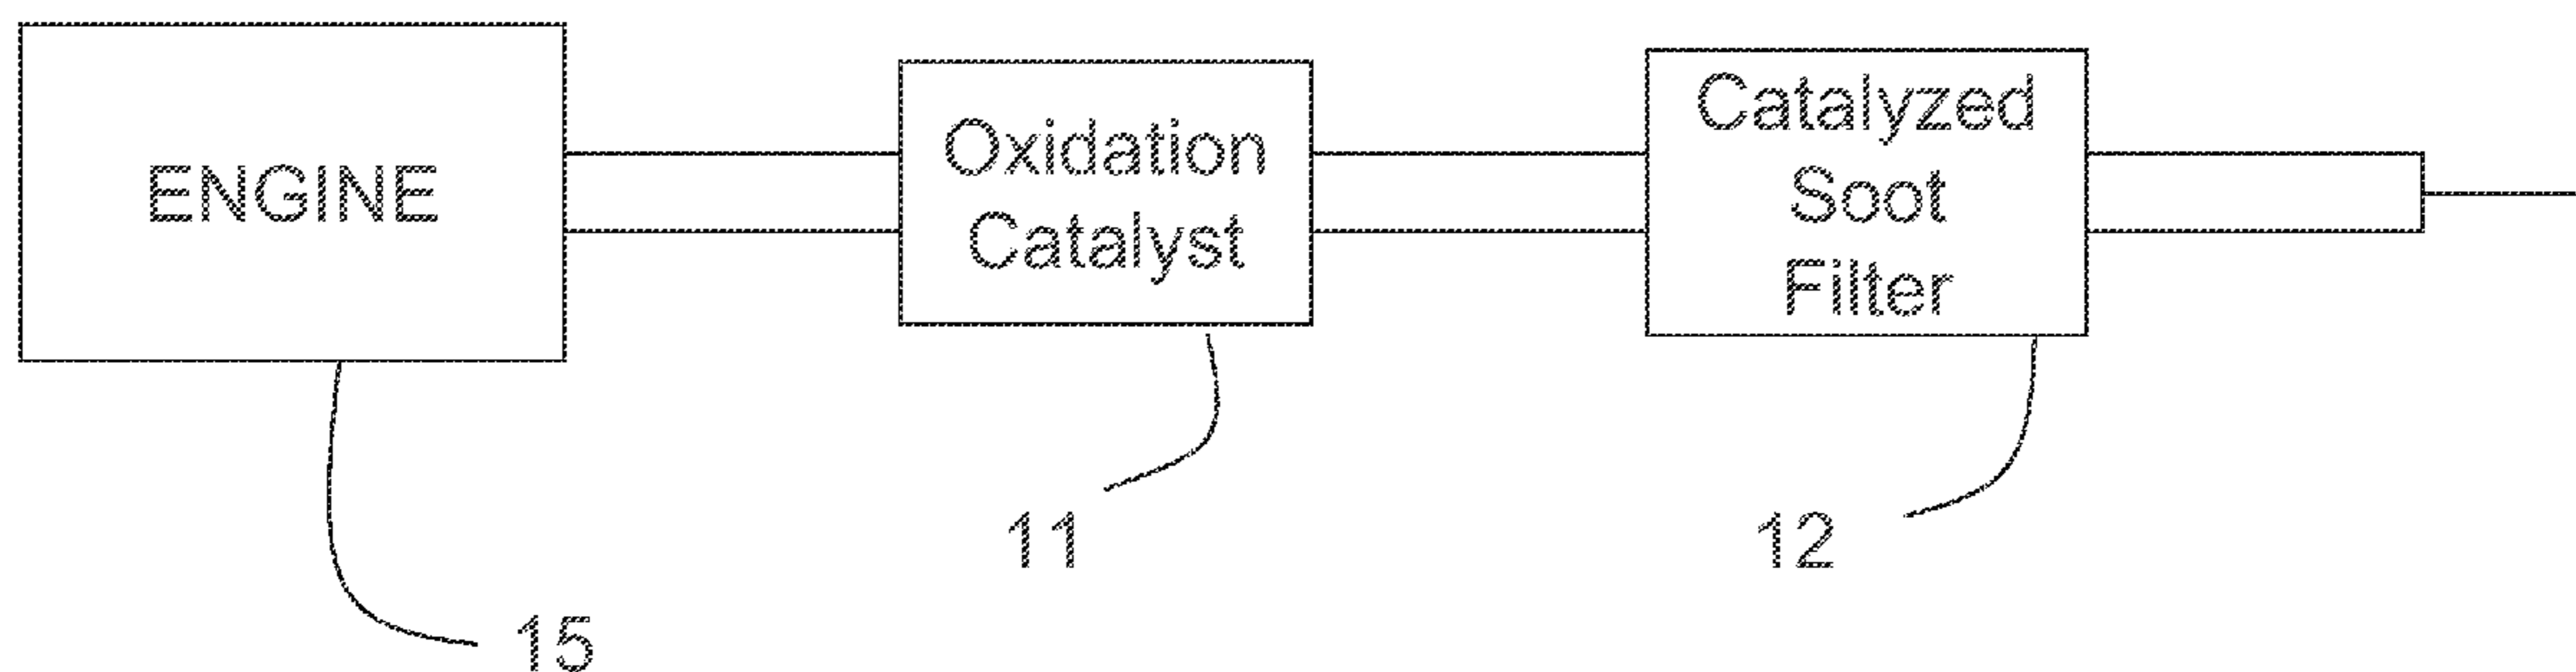 ENGINE
Oxidation
Catalyst
Catalyzed
Soot
Filter
11
12
15